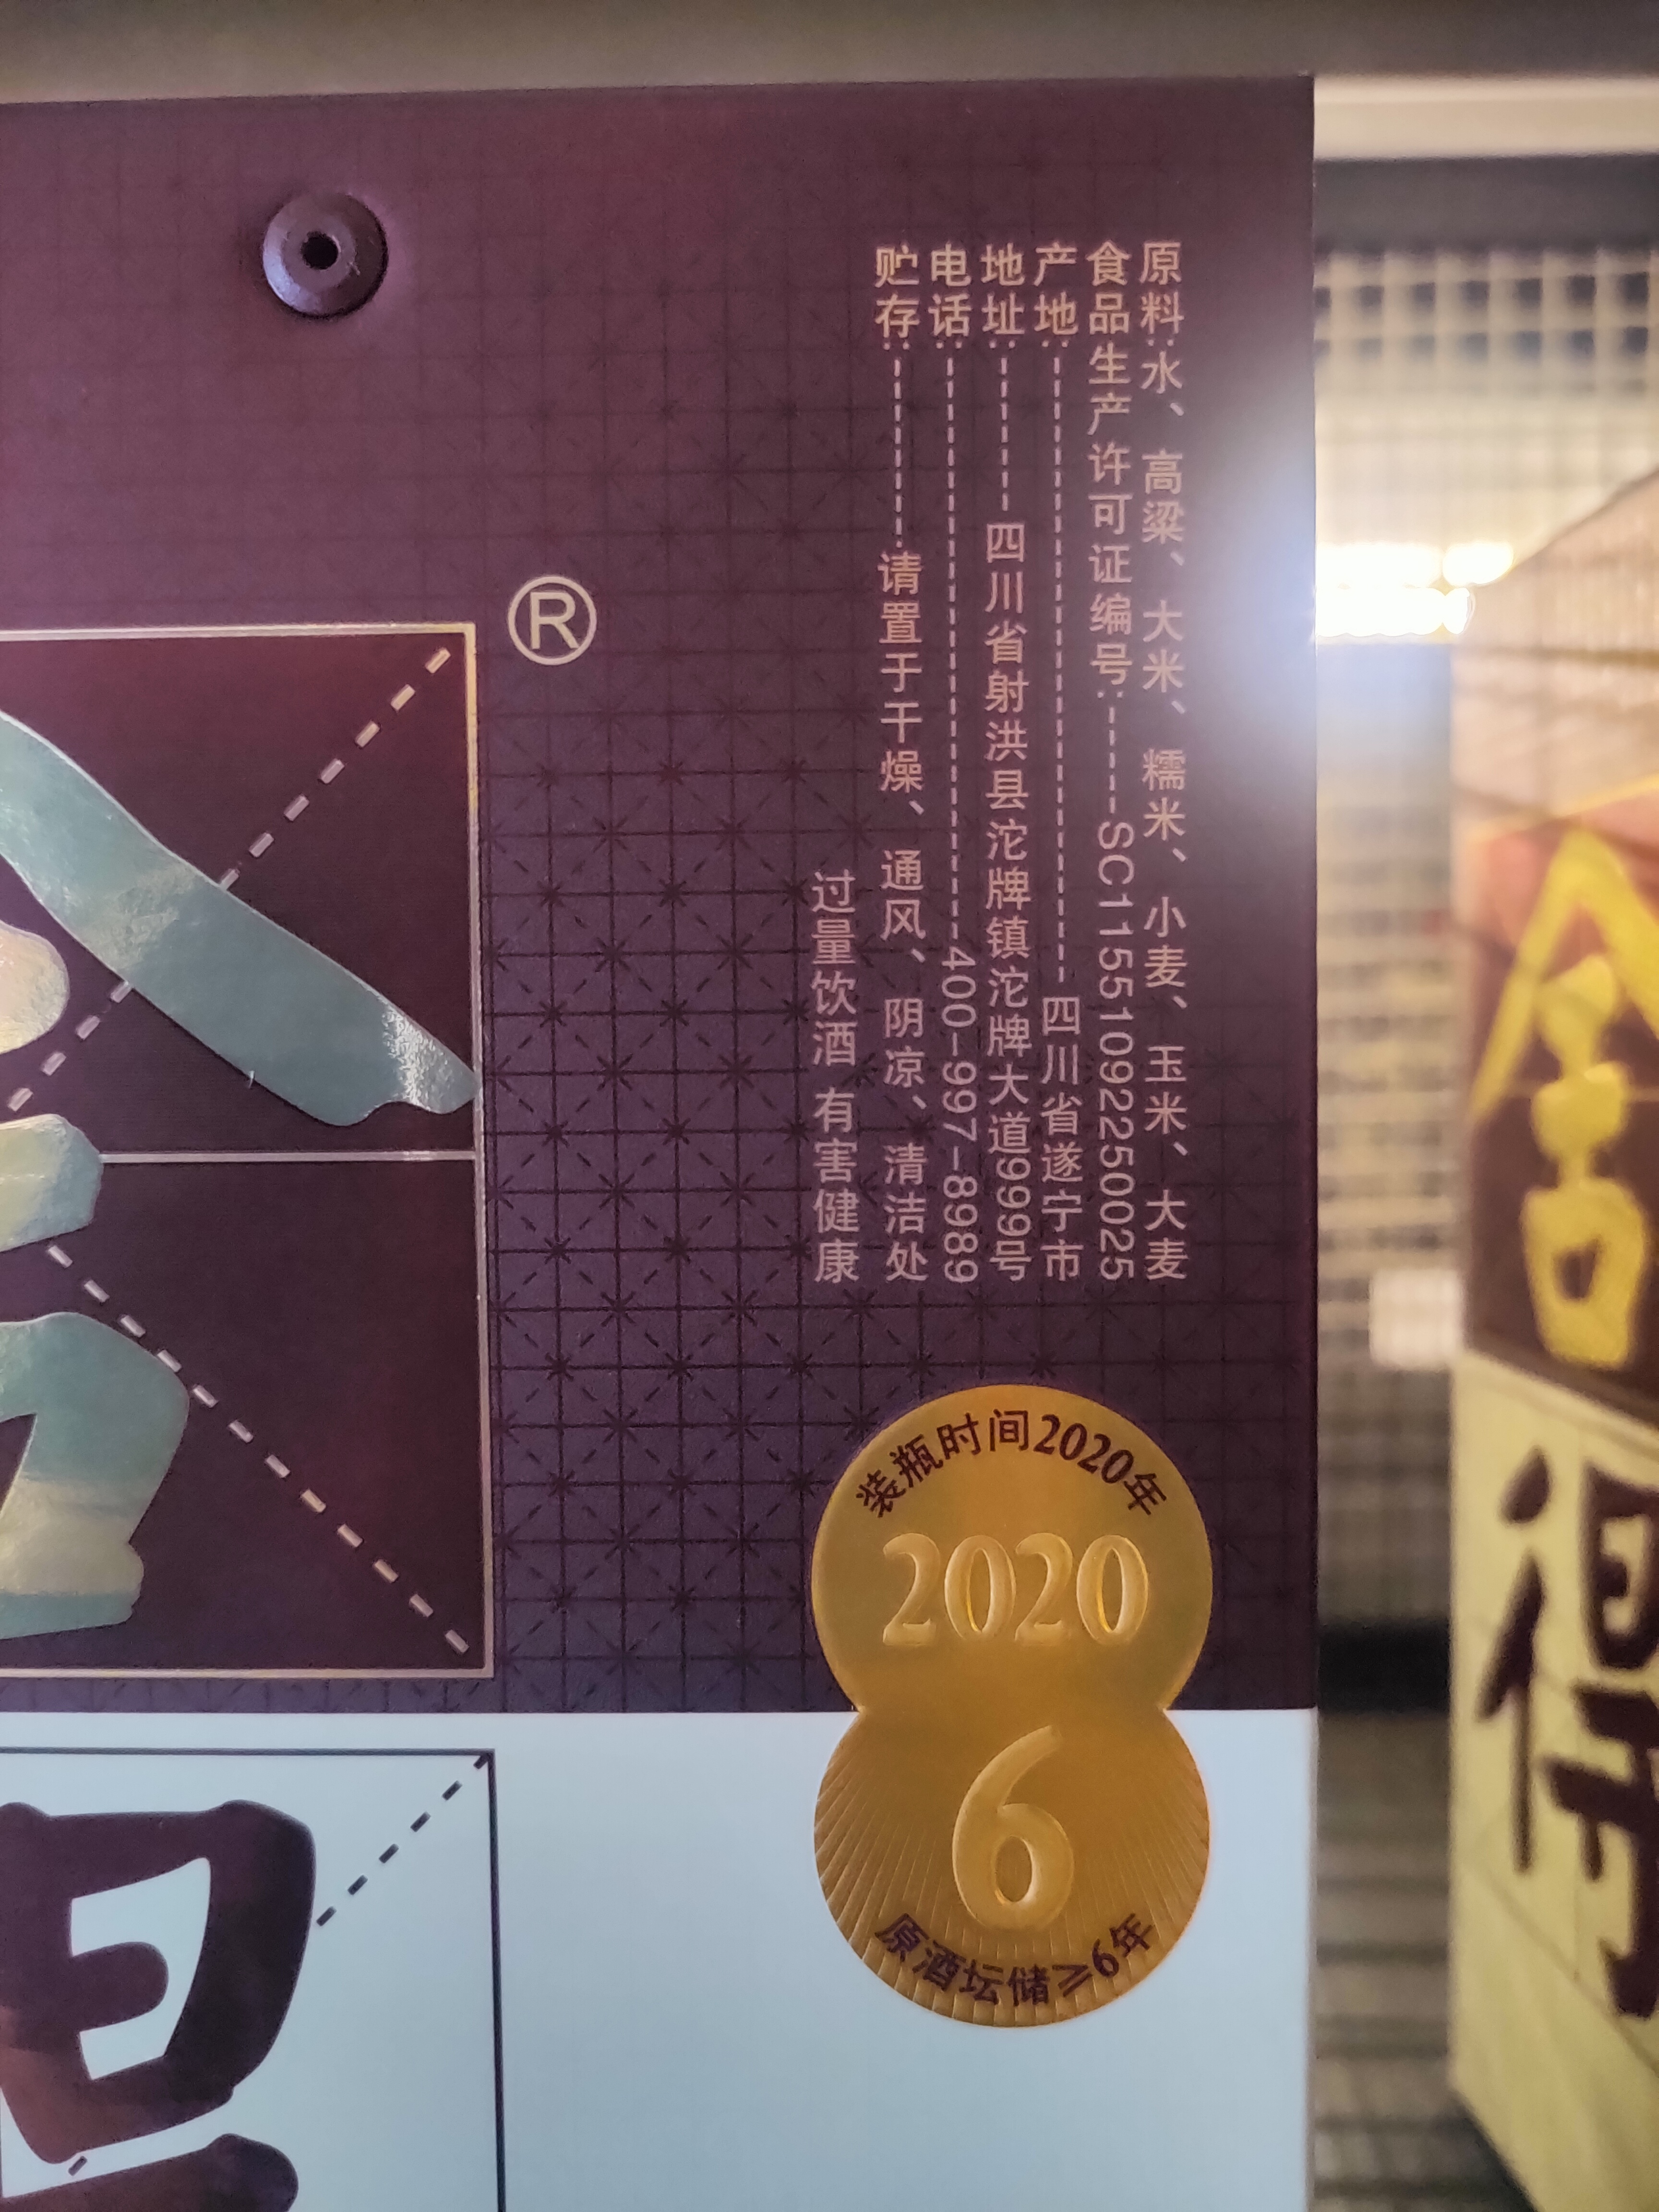 原料:水、高粱、大米、糯米、小麦、玉米、大麦
食品生产许可证编号:-----SC11551092250025
产地:---------------------四川省遂宁市
地址:------四川省射洪县沱牌镇沱牌大道999号
电话:--------------------400-997-8989
贮存:-------请置于干燥、通风、阴凉、清洁处
过量饮酒 有害健康
®
舍
得
装瓶时间2020年
2020
6
原酒坛储≥6年
舍
得